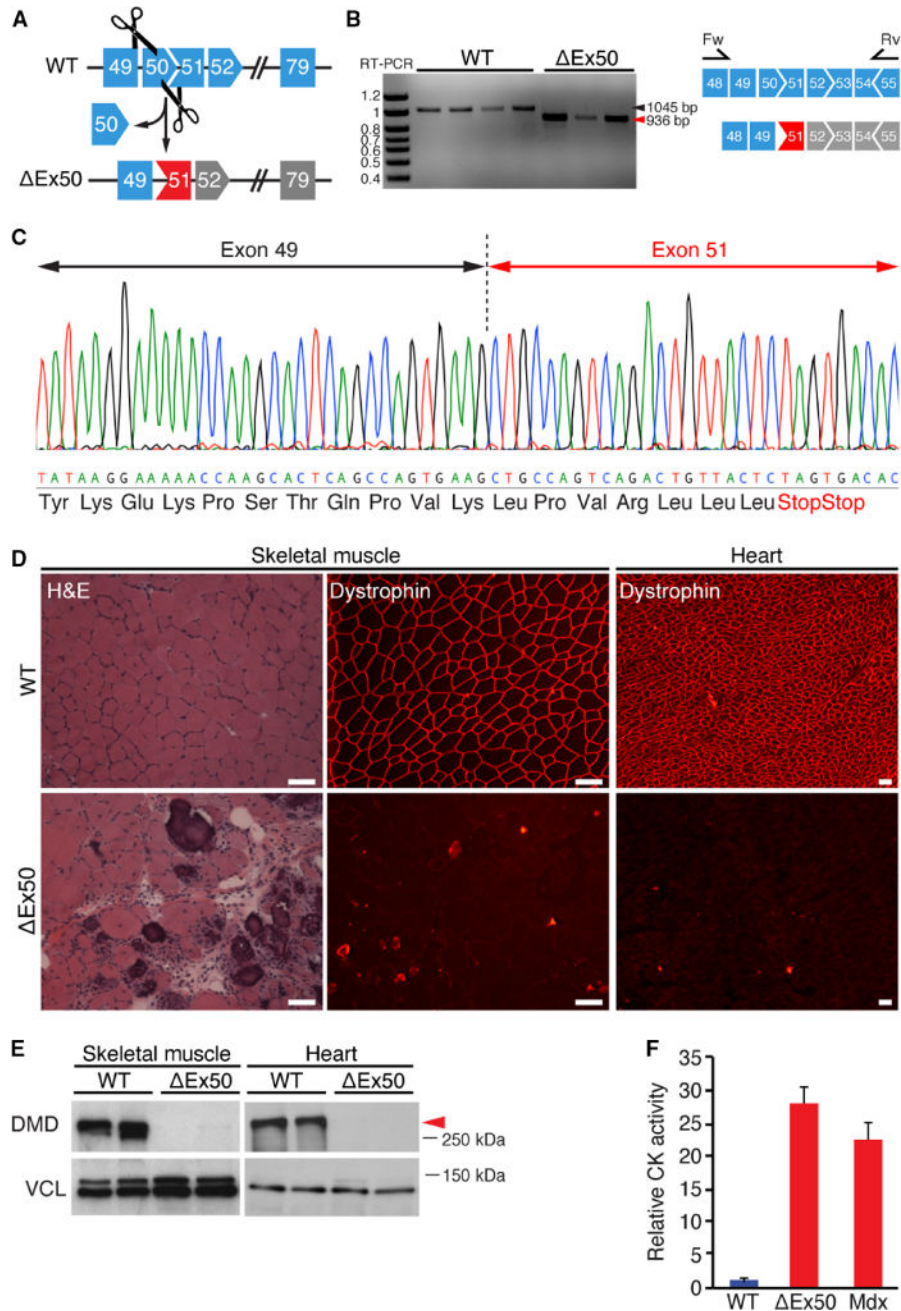 A
WT
49 50 51 52 79
50
ΔEx50
49 51 52 79
B
RT-PCR
WT
ΔEx50
1.2
1
0.8
0.7
0.6
0.5
0.4
1045 bp
936 bp
Fw
Rv
48 49 50 51 52 53 54 55
48 49 51 52 53 54 55
C
Exon 49
Exon 51
TATAAGGAAAAACCAAGCACTCAGCCAGTGAAGCTGCCAGTCAGACTGTTACTCTAGTGACAC
Tyr Lys Glu Lys Pro Ser Thr Gln Pro Val Lys Leu Pro Val Arg Leu Leu Leu StopStop
D
Skeletal muscle
Heart
H&E
Dystrophin
Dystrophin
WT
ΔEx50
E
Skeletal muscle
Heart
WT
ΔEx50
WT
ΔEx50
DMD
250 kDa
150 kDa
VCL
F
Relative CK activity
35
30
25
20
15
10
5
0
WT
ΔEx50
Mdx